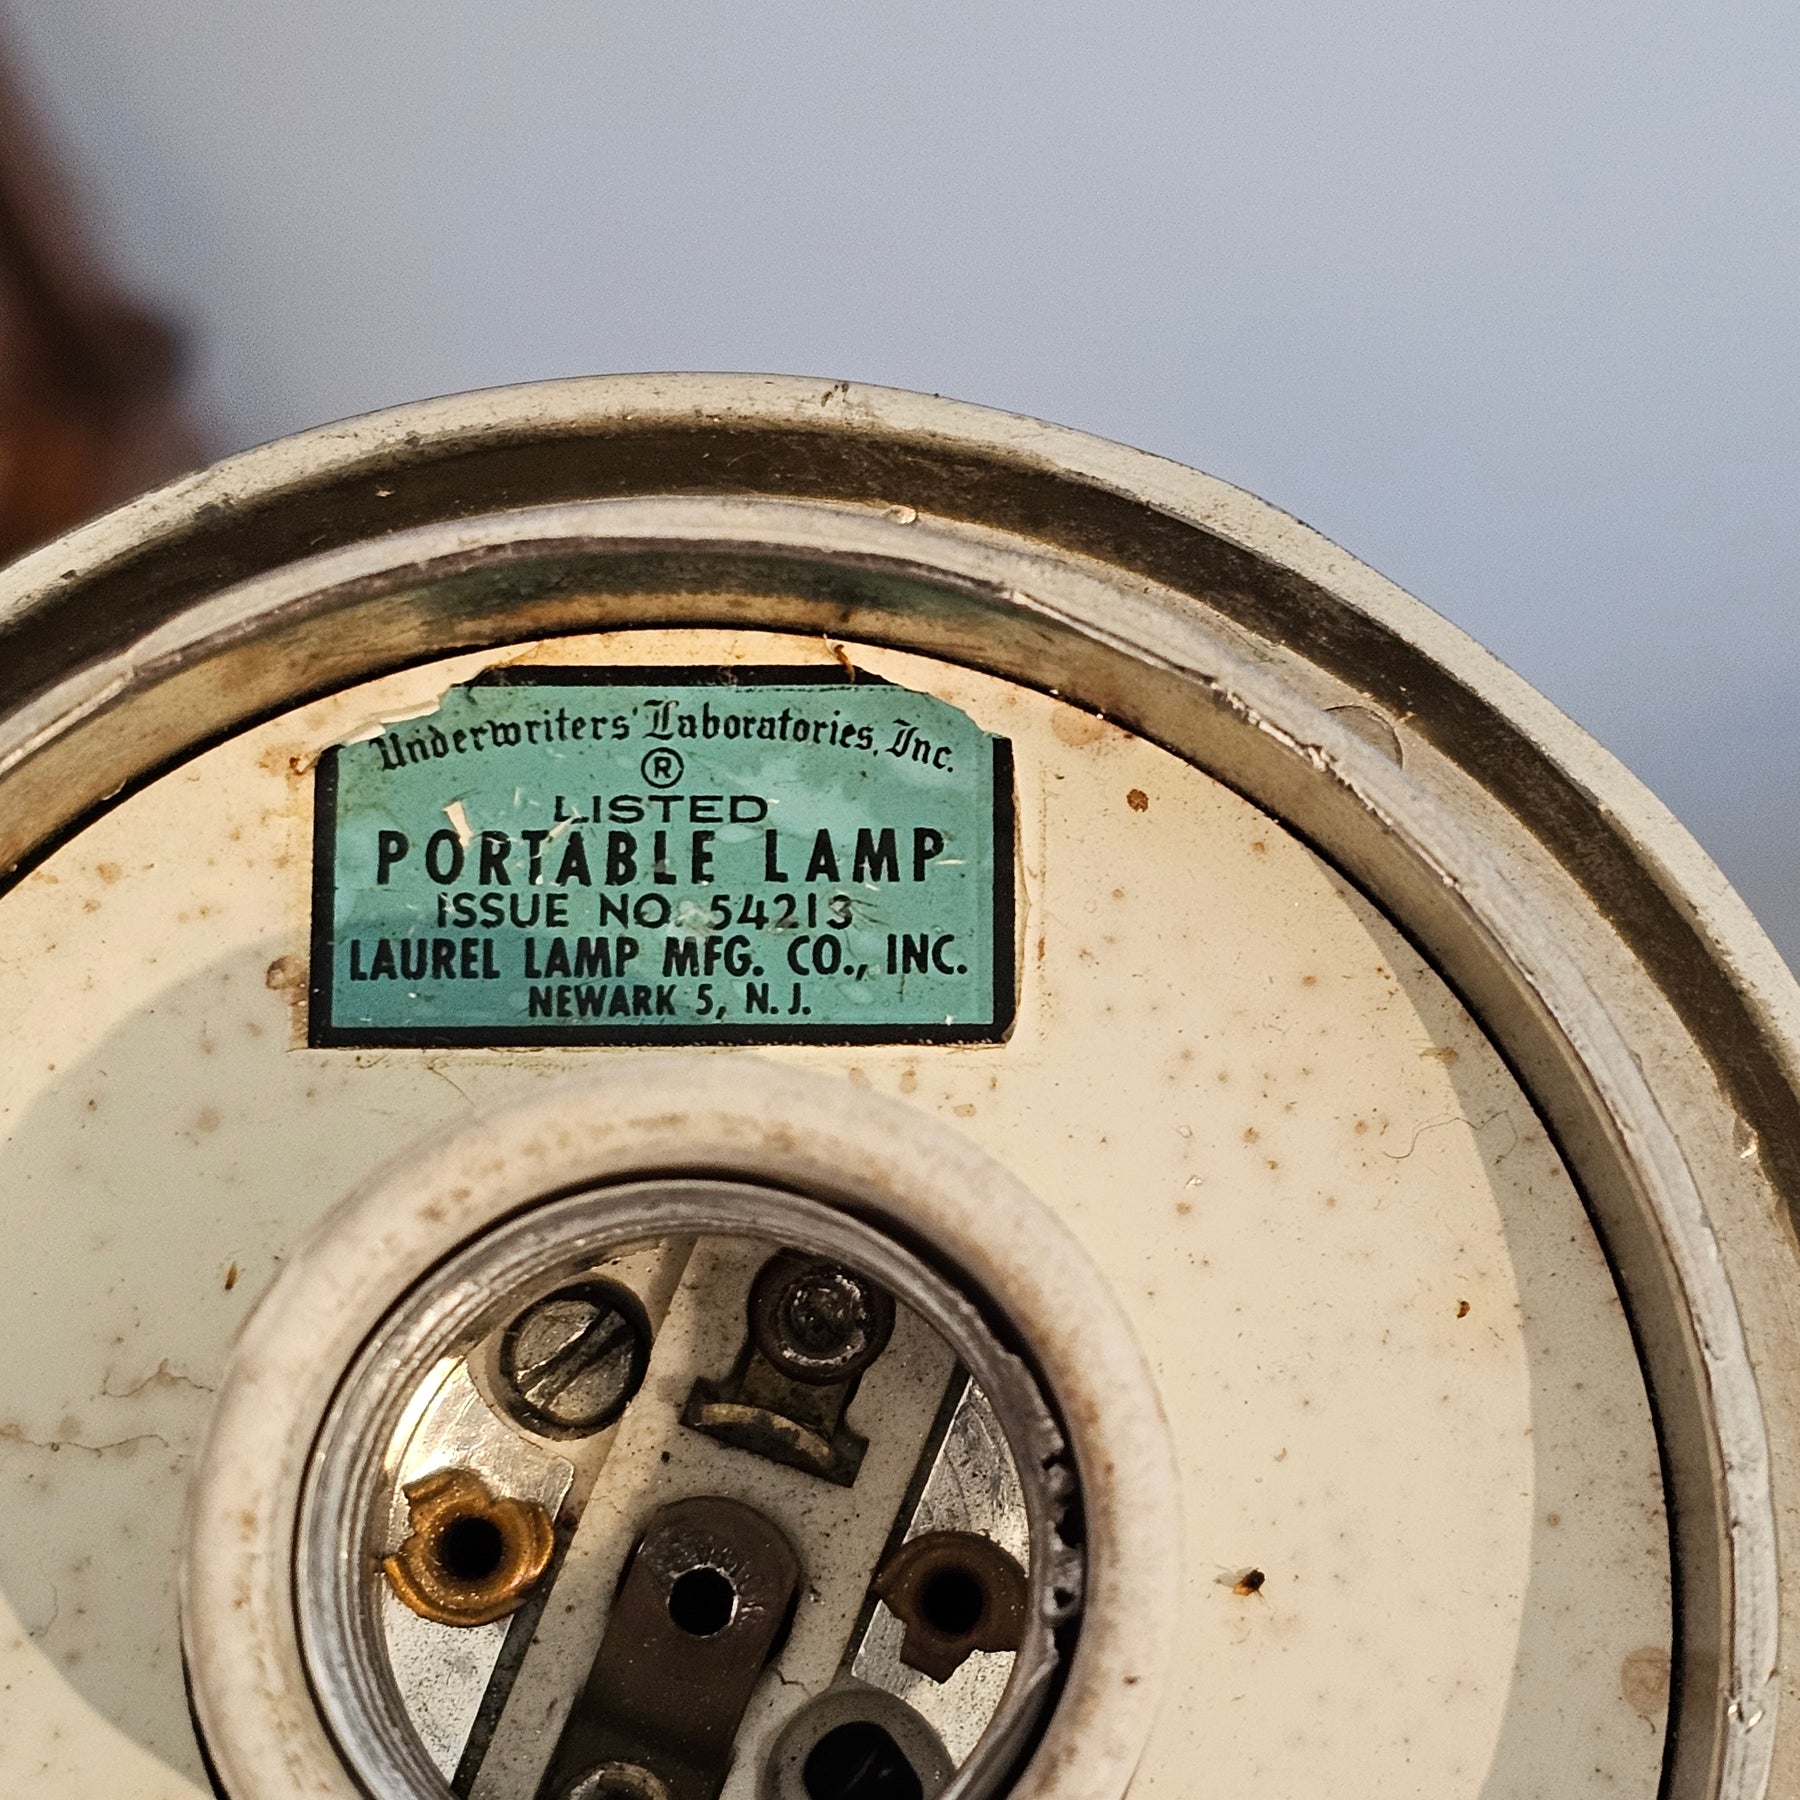 Underwriters' Laboratories, Inc.
®
LISTED
PORTABLE LAMP
ISSUE NO. 54213
LAUREL LAMP MFG. CO., INC.
NEWARK 5, N. J.